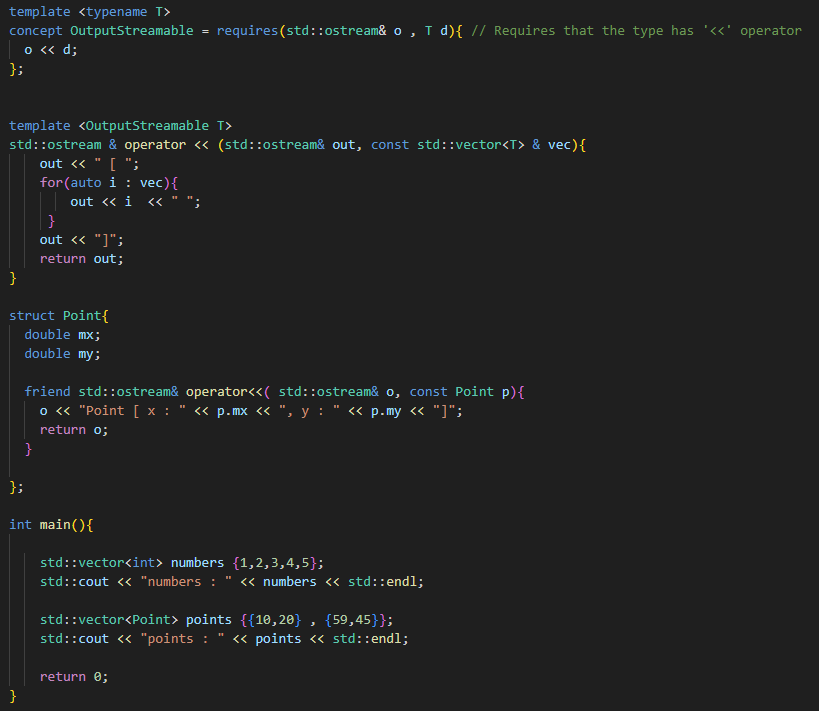 template <typename T>
concept OutputStreamable = requires(std::ostream& o , T d){ // Requires that the type has '<<' operator
  o << d;
};
template <OutputStreamable T>
std::ostream & operator << (std::ostream& out, const std::vector<T> & vec){
    out << " [ ";
    for(auto i : vec){
        out << i  << " ";
     }
    out << "]";
    return out;
}
struct Point{
  double mx;
  double my;
  friend std::ostream& operator<<( std::ostream& o, const Point p){
    o << "Point [ x : " << p.mx << ", y : " << p.my << "]";
    return o;
  }
};
int main(){
    std::vector<int> numbers {1,2,3,4,5};
    std::cout << "numbers : " << numbers << std::endl;
    std::vector<Point> points {{10,20} , {59,45}};
    std::cout << "points : " << points << std::endl;
    return 0;
}